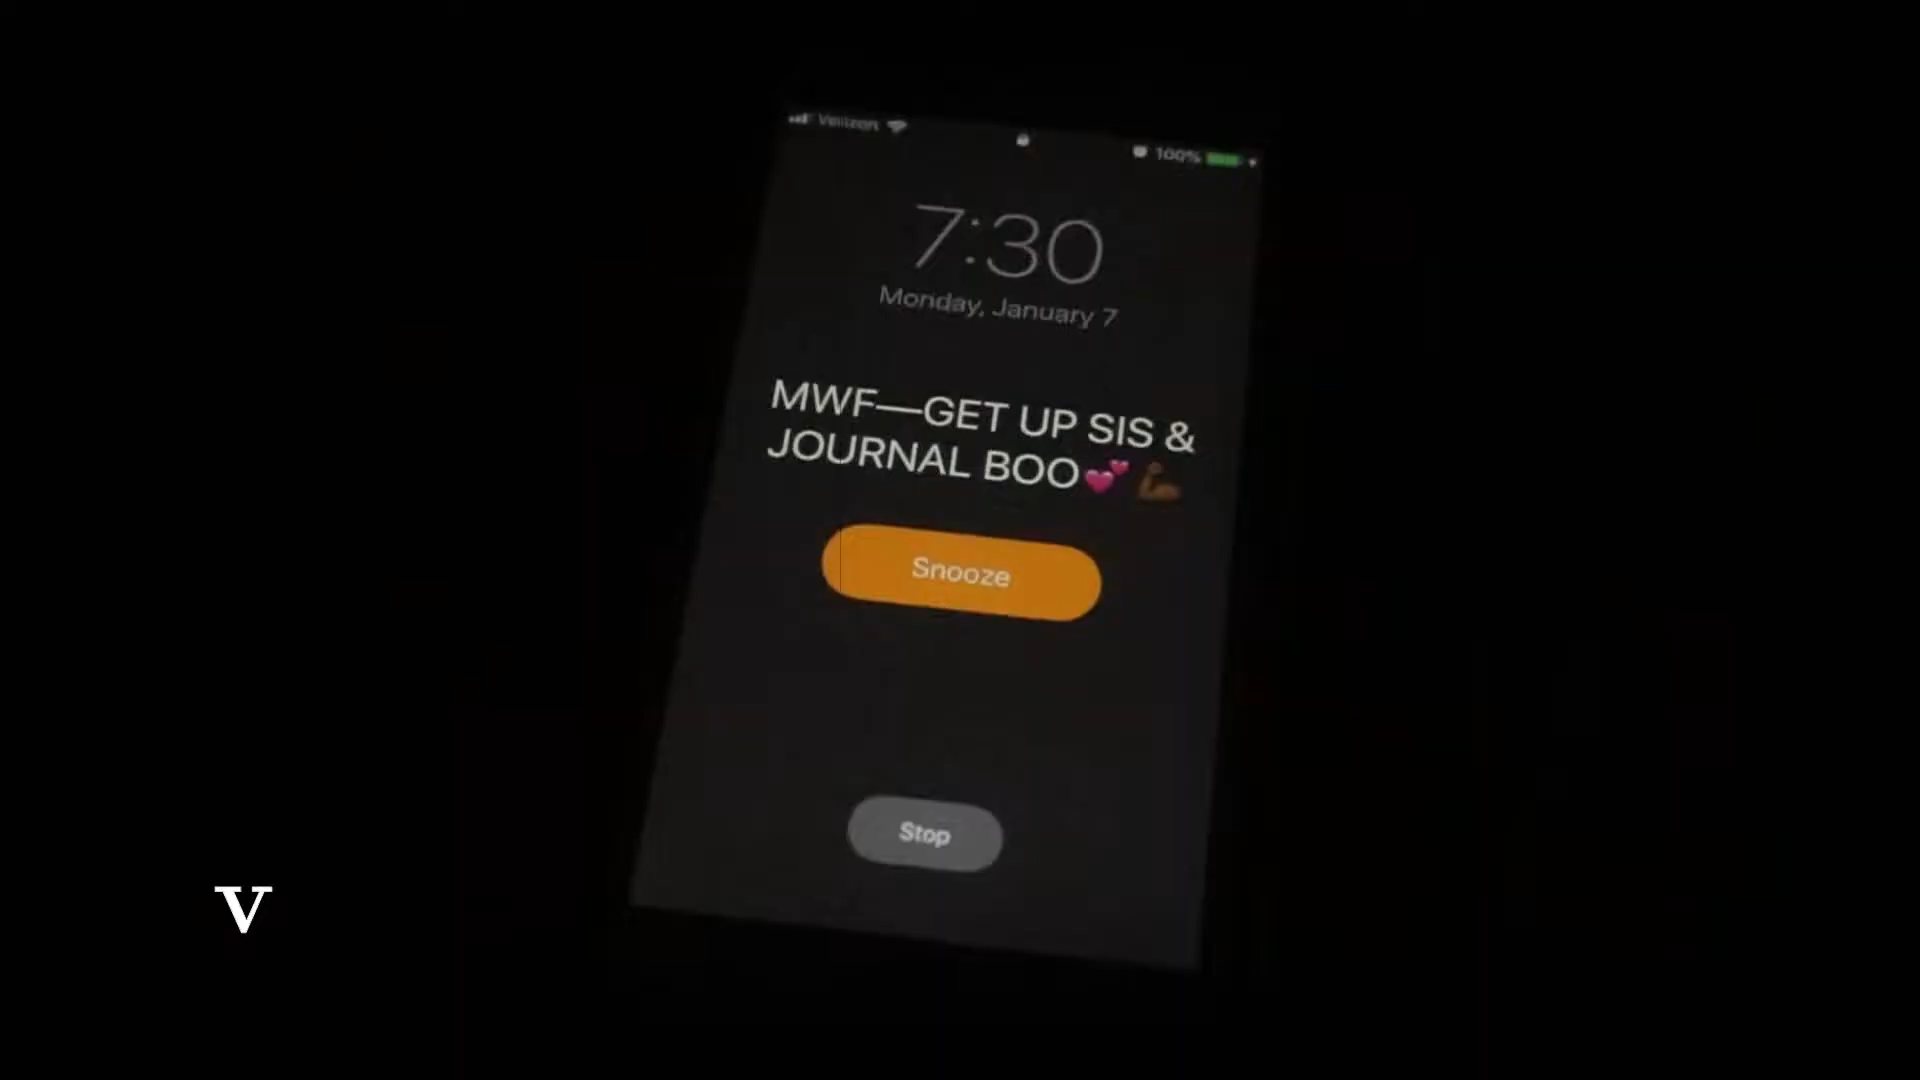 Verizon 100%
7:30
Monday, January 7
MWF—GET UP SIS &
JOURNAL BOO💕 💪🏾
Snooze
Stop
V